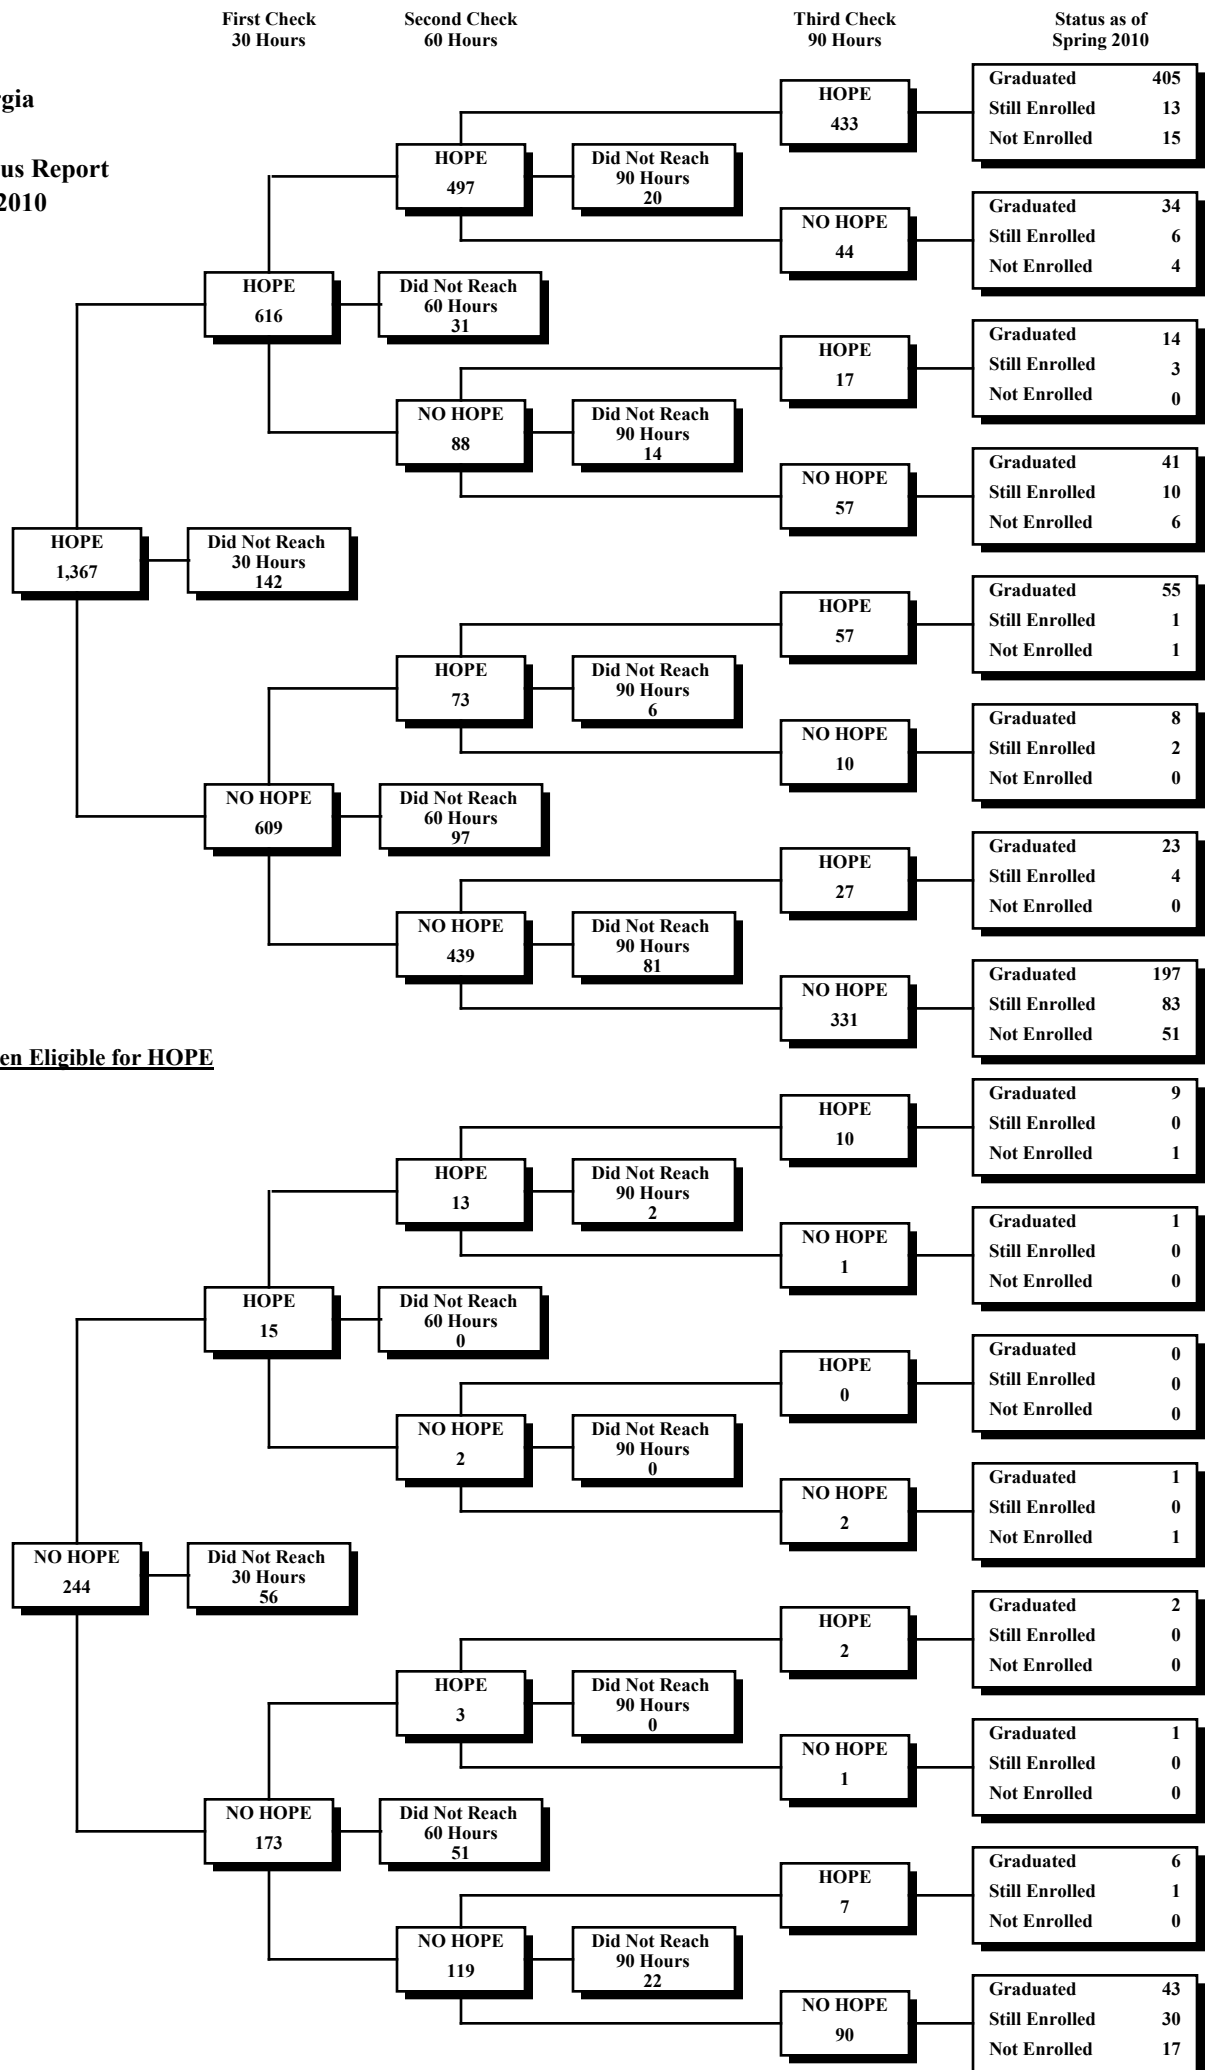 First Check
30 Hours
Second Check
60 Hours
Third Check
90 Hours
Status as of
Spring 2010
rgia
us Report
2010
HOPE
1,367
Did Not Reach
30 Hours
142
HOPE
616
Did Not Reach
60 Hours
31
HOPE
497
Did Not Reach
90 Hours
20
HOPE
433
Graduated 405
Still Enrolled 13
Not Enrolled 15
NO HOPE
44
Graduated 34
Still Enrolled 6
Not Enrolled 4
NO HOPE
88
Did Not Reach
90 Hours
14
HOPE
17
Graduated 14
Still Enrolled 3
Not Enrolled 0
NO HOPE
57
Graduated 41
Still Enrolled 10
Not Enrolled 6
NO HOPE
609
Did Not Reach
60 Hours
97
HOPE
73
Did Not Reach
90 Hours
6
HOPE
57
Graduated 55
Still Enrolled 1
Not Enrolled 1
NO HOPE
10
Graduated 8
Still Enrolled 2
Not Enrolled 0
NO HOPE
439
Did Not Reach
90 Hours
81
HOPE
27
Graduated 23
Still Enrolled 4
Not Enrolled 0
NO HOPE
331
Graduated 197
Still Enrolled 83
Not Enrolled 51
en Eligible for HOPE
NO HOPE
244
Did Not Reach
30 Hours
56
HOPE
15
Did Not Reach
60 Hours
0
HOPE
13
Did Not Reach
90 Hours
2
HOPE
10
Graduated 9
Still Enrolled 0
Not Enrolled 1
NO HOPE
1
Graduated 1
Still Enrolled 0
Not Enrolled 0
NO HOPE
2
Did Not Reach
90 Hours
0
HOPE
0
Graduated 0
Still Enrolled 0
Not Enrolled 0
NO HOPE
2
Graduated 1
Still Enrolled 0
Not Enrolled 1
NO HOPE
173
Did Not Reach
60 Hours
51
HOPE
3
Did Not Reach
90 Hours
0
HOPE
2
Graduated 2
Still Enrolled 0
Not Enrolled 0
NO HOPE
1
Graduated 1
Still Enrolled 0
Not Enrolled 0
NO HOPE
119
Did Not Reach
90 Hours
22
HOPE
7
Graduated 6
Still Enrolled 1
Not Enrolled 0
NO HOPE
90
Graduated 43
Still Enrolled 30
Not Enrolled 17